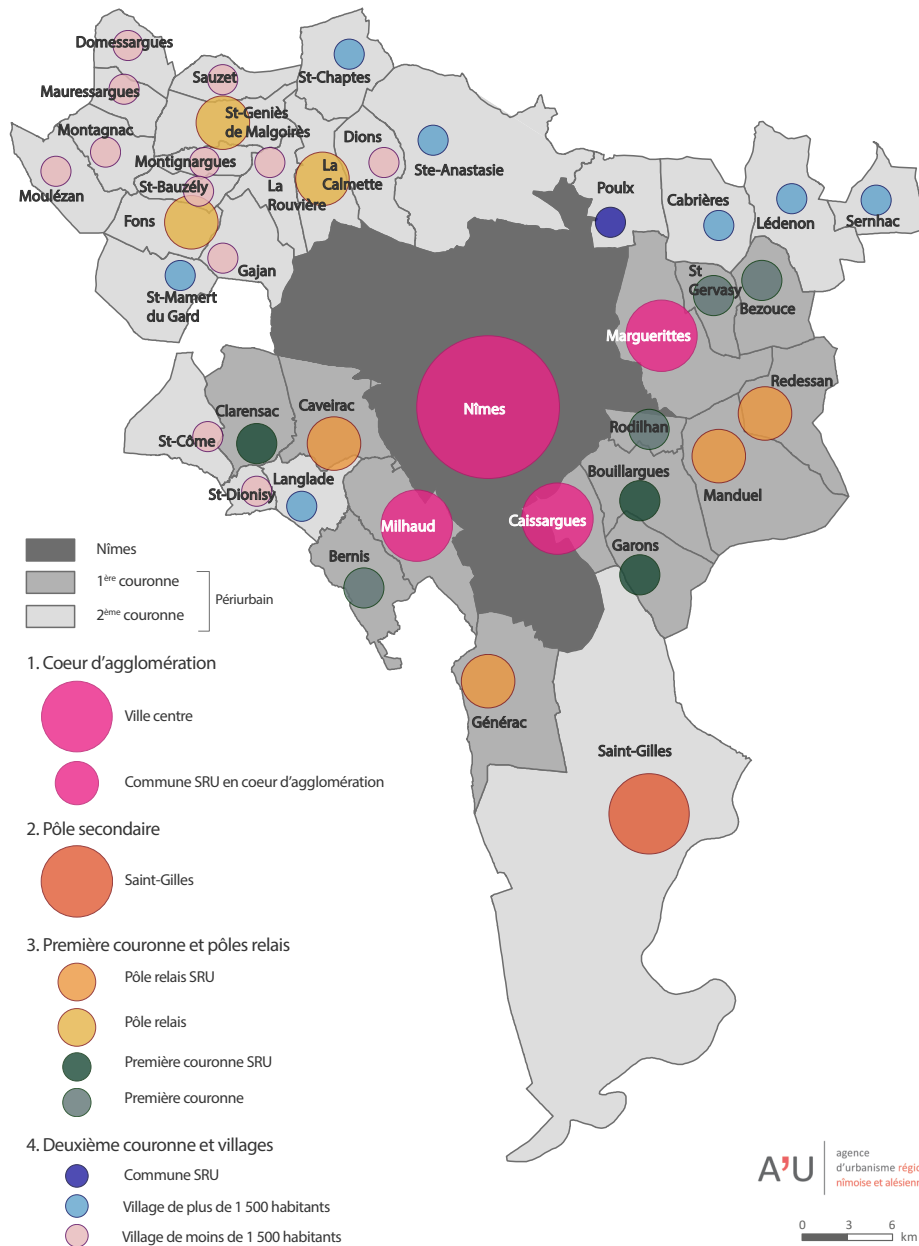 Domessargues
Mauressargues
Sauzet
St-Chaptes
Montagnac
St-Geniès
de Malgoirès
Dions
Montignargues
La
Rouvière
La
Calmette
Ste-Anastasie
Moulézan
St-Bauzély
Fons
Gajan
St-Mamert
du Gard
Poulx
Cabrières
Lédenon
Sernhac
St
Gervasy
Bezouce
Marguerittes
Redessan
Nîmes
Clarensac
Caveirac
Rodilhan
St-Côme
St-Dionisy
Langlade
Bouillargues
Manduel
Milhaud
Caissargues
Bernis
Garons
Générac
Saint-Gilles
Nîmes
1ère couronne
2ème couronne
Périurbain
1. Coeur d’agglomération
Ville centre
Commune SRU en coeur d’agglomération
2. Pôle secondaire
Saint-Gilles
3. Première couronne et pôles relais
Pôle relais SRU
Pôle relais
Première couronne SRU
Première couronne
4. Deuxième couronne et villages
Commune SRU
Village de plus de 1 500 habitants
Village de moins de 1 500 habitants
A’U
agence
d’urbanisme régio
nîmoise et alésienn
0 3 6
km